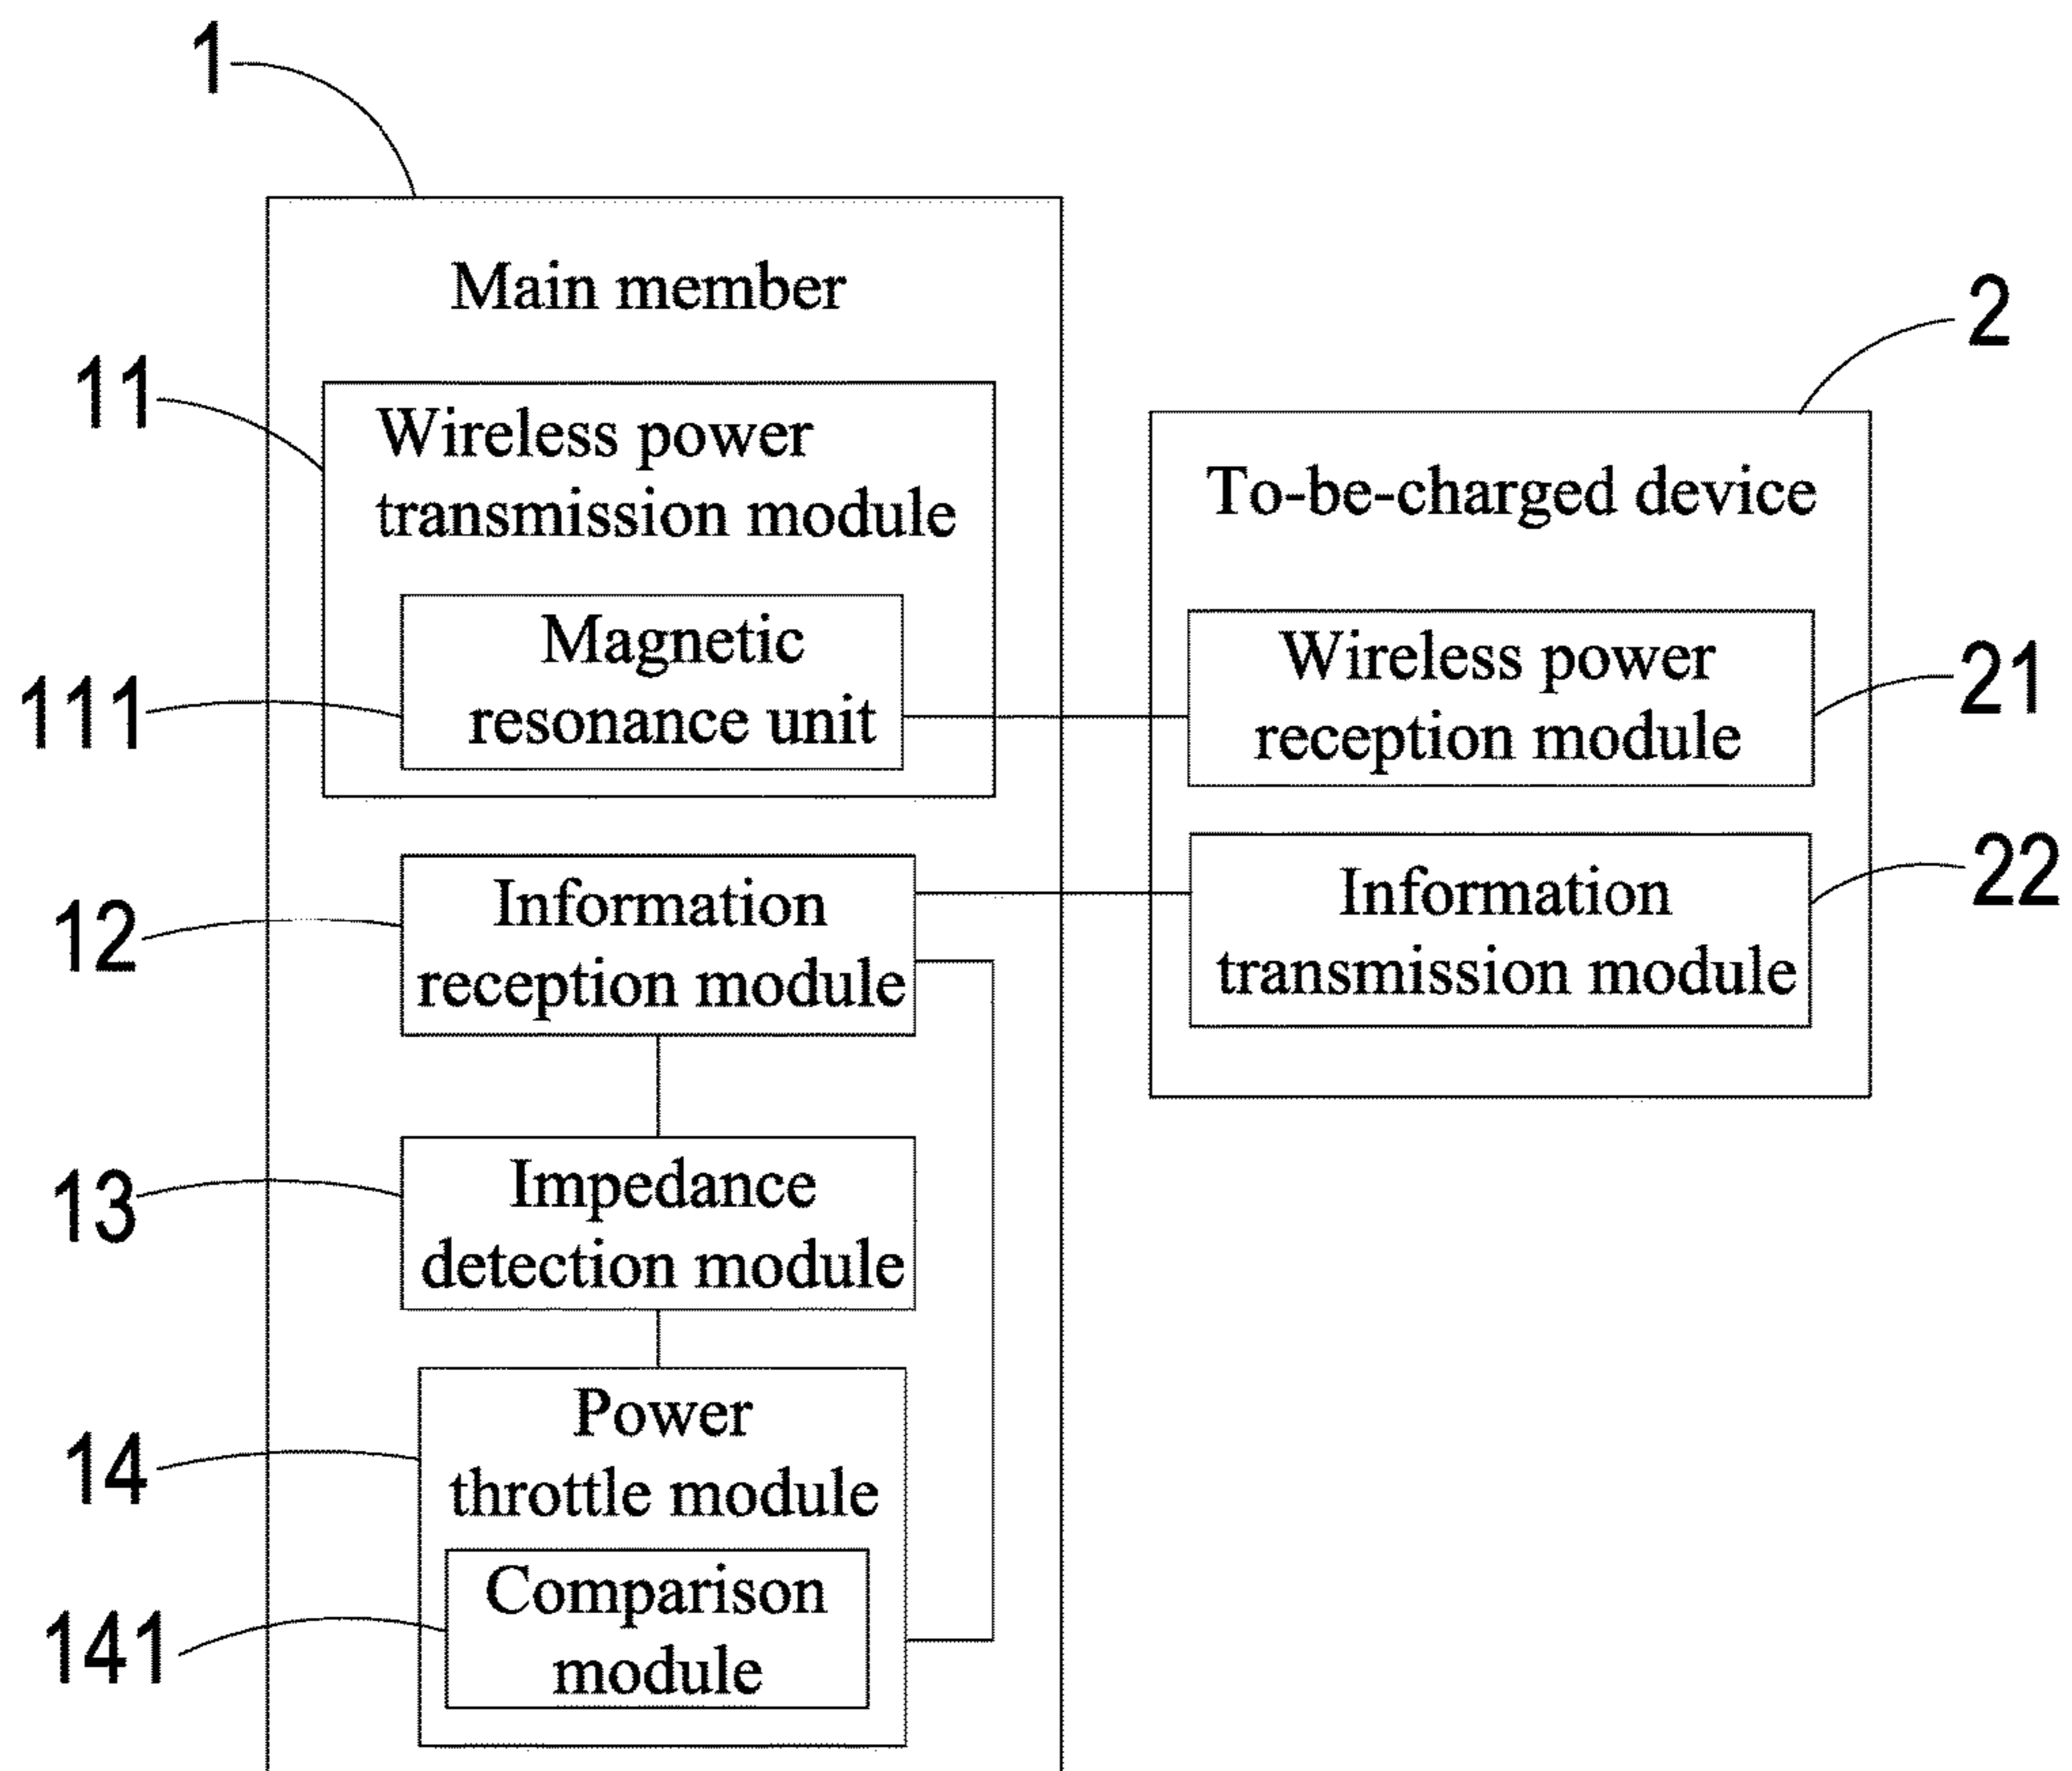 1
Main member
11
Wireless power
transmission module
Magnetic
resonance unit
111
12
Information
reception module
13
Impedance
detection module
14
Power
throttle module
Comparison
module
141
2
To-be-charged device
Wireless power
reception module
21
Information
transmission module
22